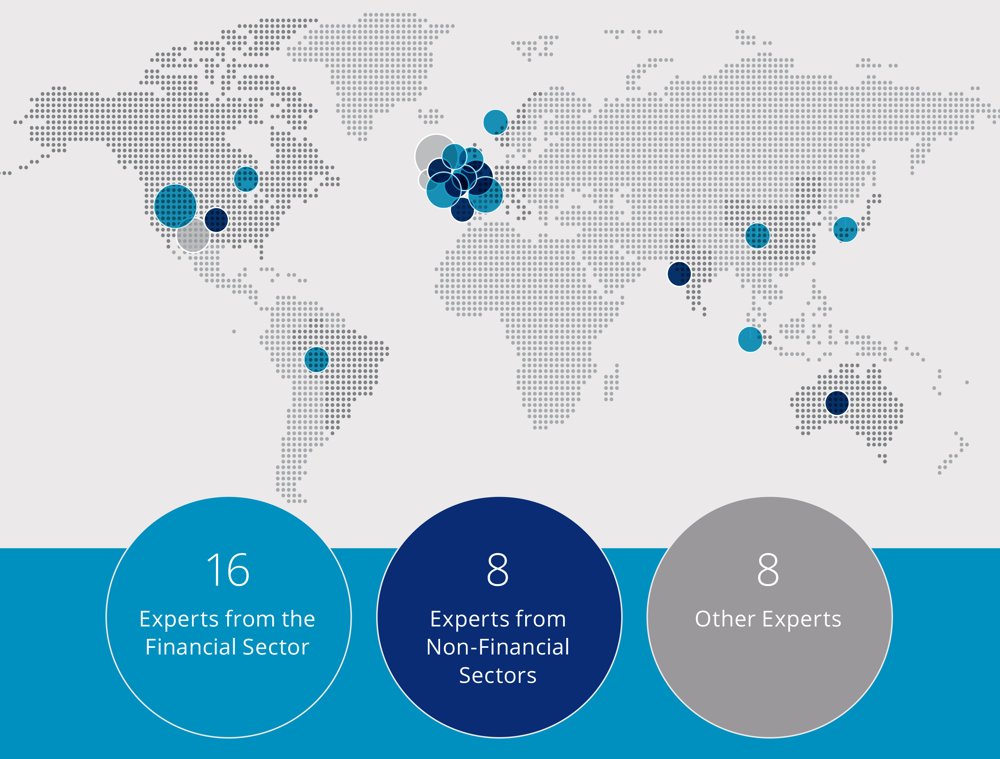 16
Experts from the
Financial Sector
8
Experts from
Non-Financial
Sectors
8
Other Experts